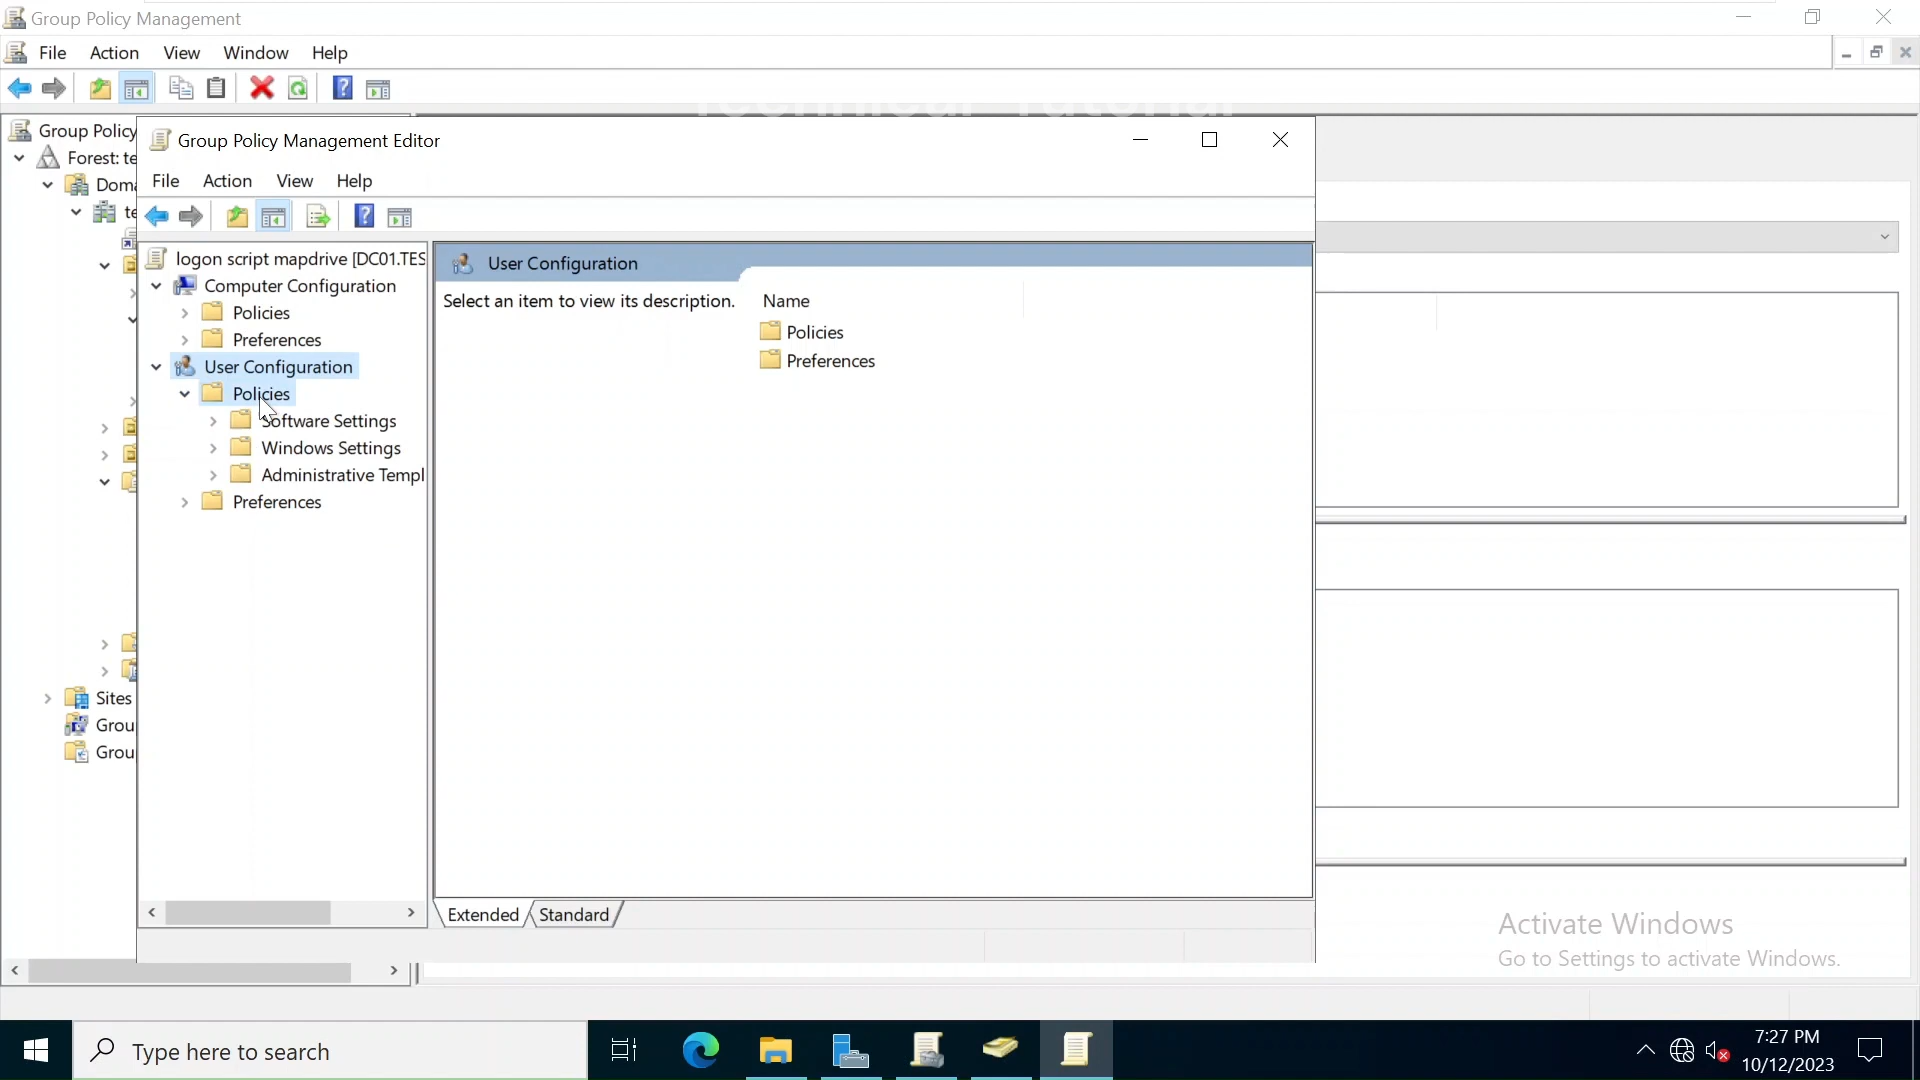 Group Policy Management
File Action View Window Help
Technical Tutorial
Group Policy
Forest: te
Doma
te
Sites
Grou
Grou
Group Policy Management Editor
File Action View Help
logon script mapdrive [DC01.TES
Computer Configuration
Policies
Preferences
User Configuration
Policies
Software Settings
Windows Settings
Administrative Templ
Preferences
User Configuration
Select an item to view its description.
Name
Policies
Preferences
Extended Standard
Activate Windows
Go to Settings to activate Windows.
Type here to search
7:27 PM
10/12/2023